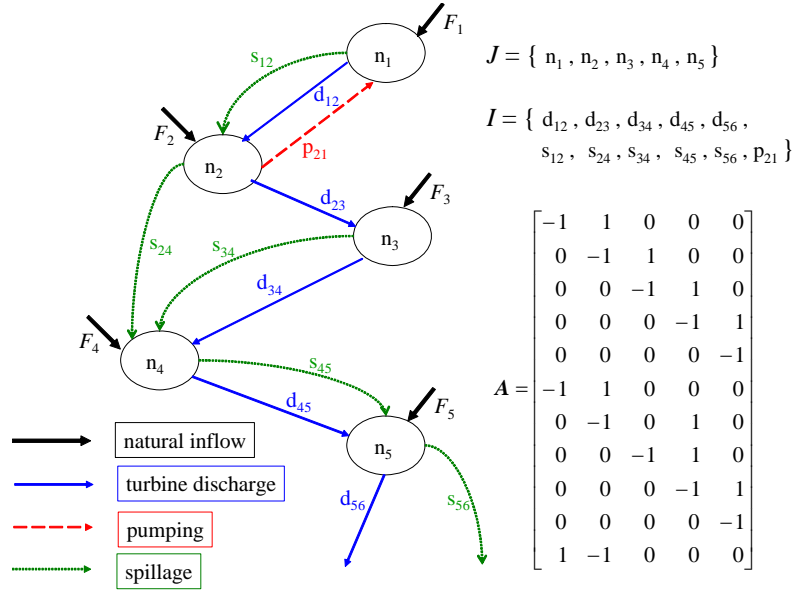 F₁
n₁
s₁₂
d₁₂
F₂
n₂
p₂₁
d₂₃
F₃
n₃
s₂₄
s₃₄
d₃₄
F₄
n₄
s₄₅
d₄₅
F₅
n₅
d₅₆
s₅₆
natural inflow
turbine discharge
pumping
spillage
J = { n₁ , n₂ , n₃ , n₄ , n₅ }
I = { d₁₂ , d₂₃ , d₃₄ , d₄₅ , d₅₆ ,
s₁₂ , s₂₄ , s₃₄ , s₄₅ , s₅₆ , p₂₁ }
A =
−1 1 0 0 0
0 −1 1 0 0
0 0 −1 1 0
0 0 0 −1 1
0 0 0 0 −1
−1 1 0 0 0
0 −1 0 1 0
0 0 −1 1 0
0 0 0 −1 1
0 0 0 0 −1
1 −1 0 0 0